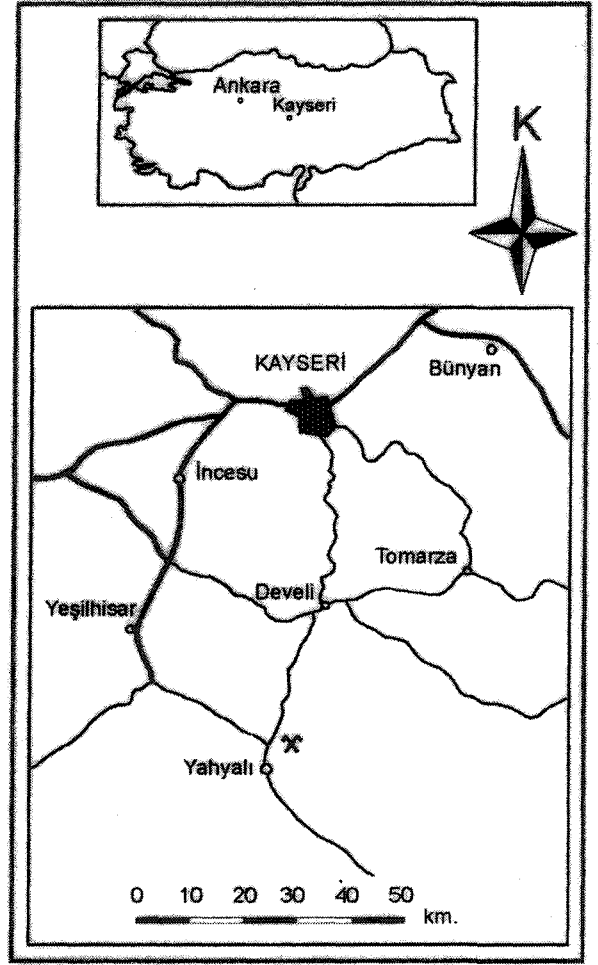 Ankara
Kayseri
K
KAYSERİ
Bünyan
İncesu
Tomarza
Develi
Yeşilhisar
Yahyalı
0 10 20 30 40 50
km.